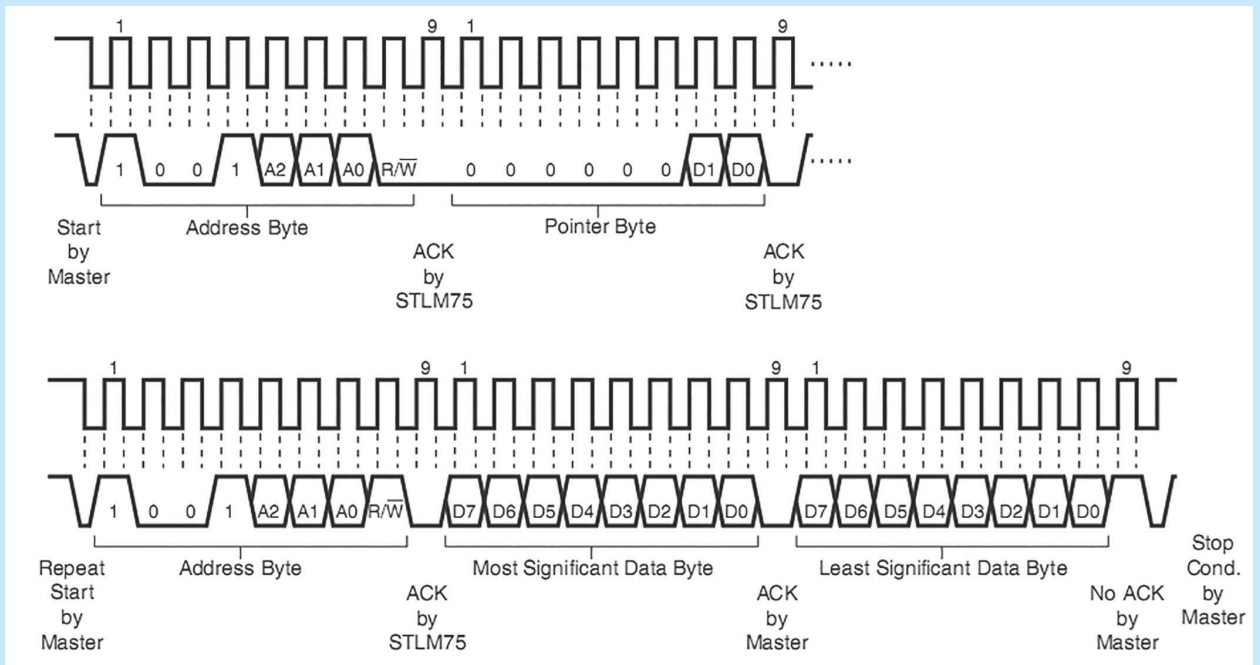 1 9 1 9
1 0 0 1 A2 A1 A0 R/W̅ 0 0 0 0 0 0 D1 D0
Start
by
Master
Address Byte
ACK
by
STLM75
Pointer Byte
ACK
by
STLM75
1 9 1 9 1 9
1 0 0 1 A2 A1 A0 R/W̅ D7 D6 D5 D4 D3 D2 D1 D0 D7 D6 D5 D4 D3 D2 D1 D0
Repeat
Start
by
Master
Address Byte
ACK
by
STLM75
Most Significant Data Byte
ACK
by
Master
Least Significant Data Byte
No ACK
by
Master
Stop
Cond.
by
Master